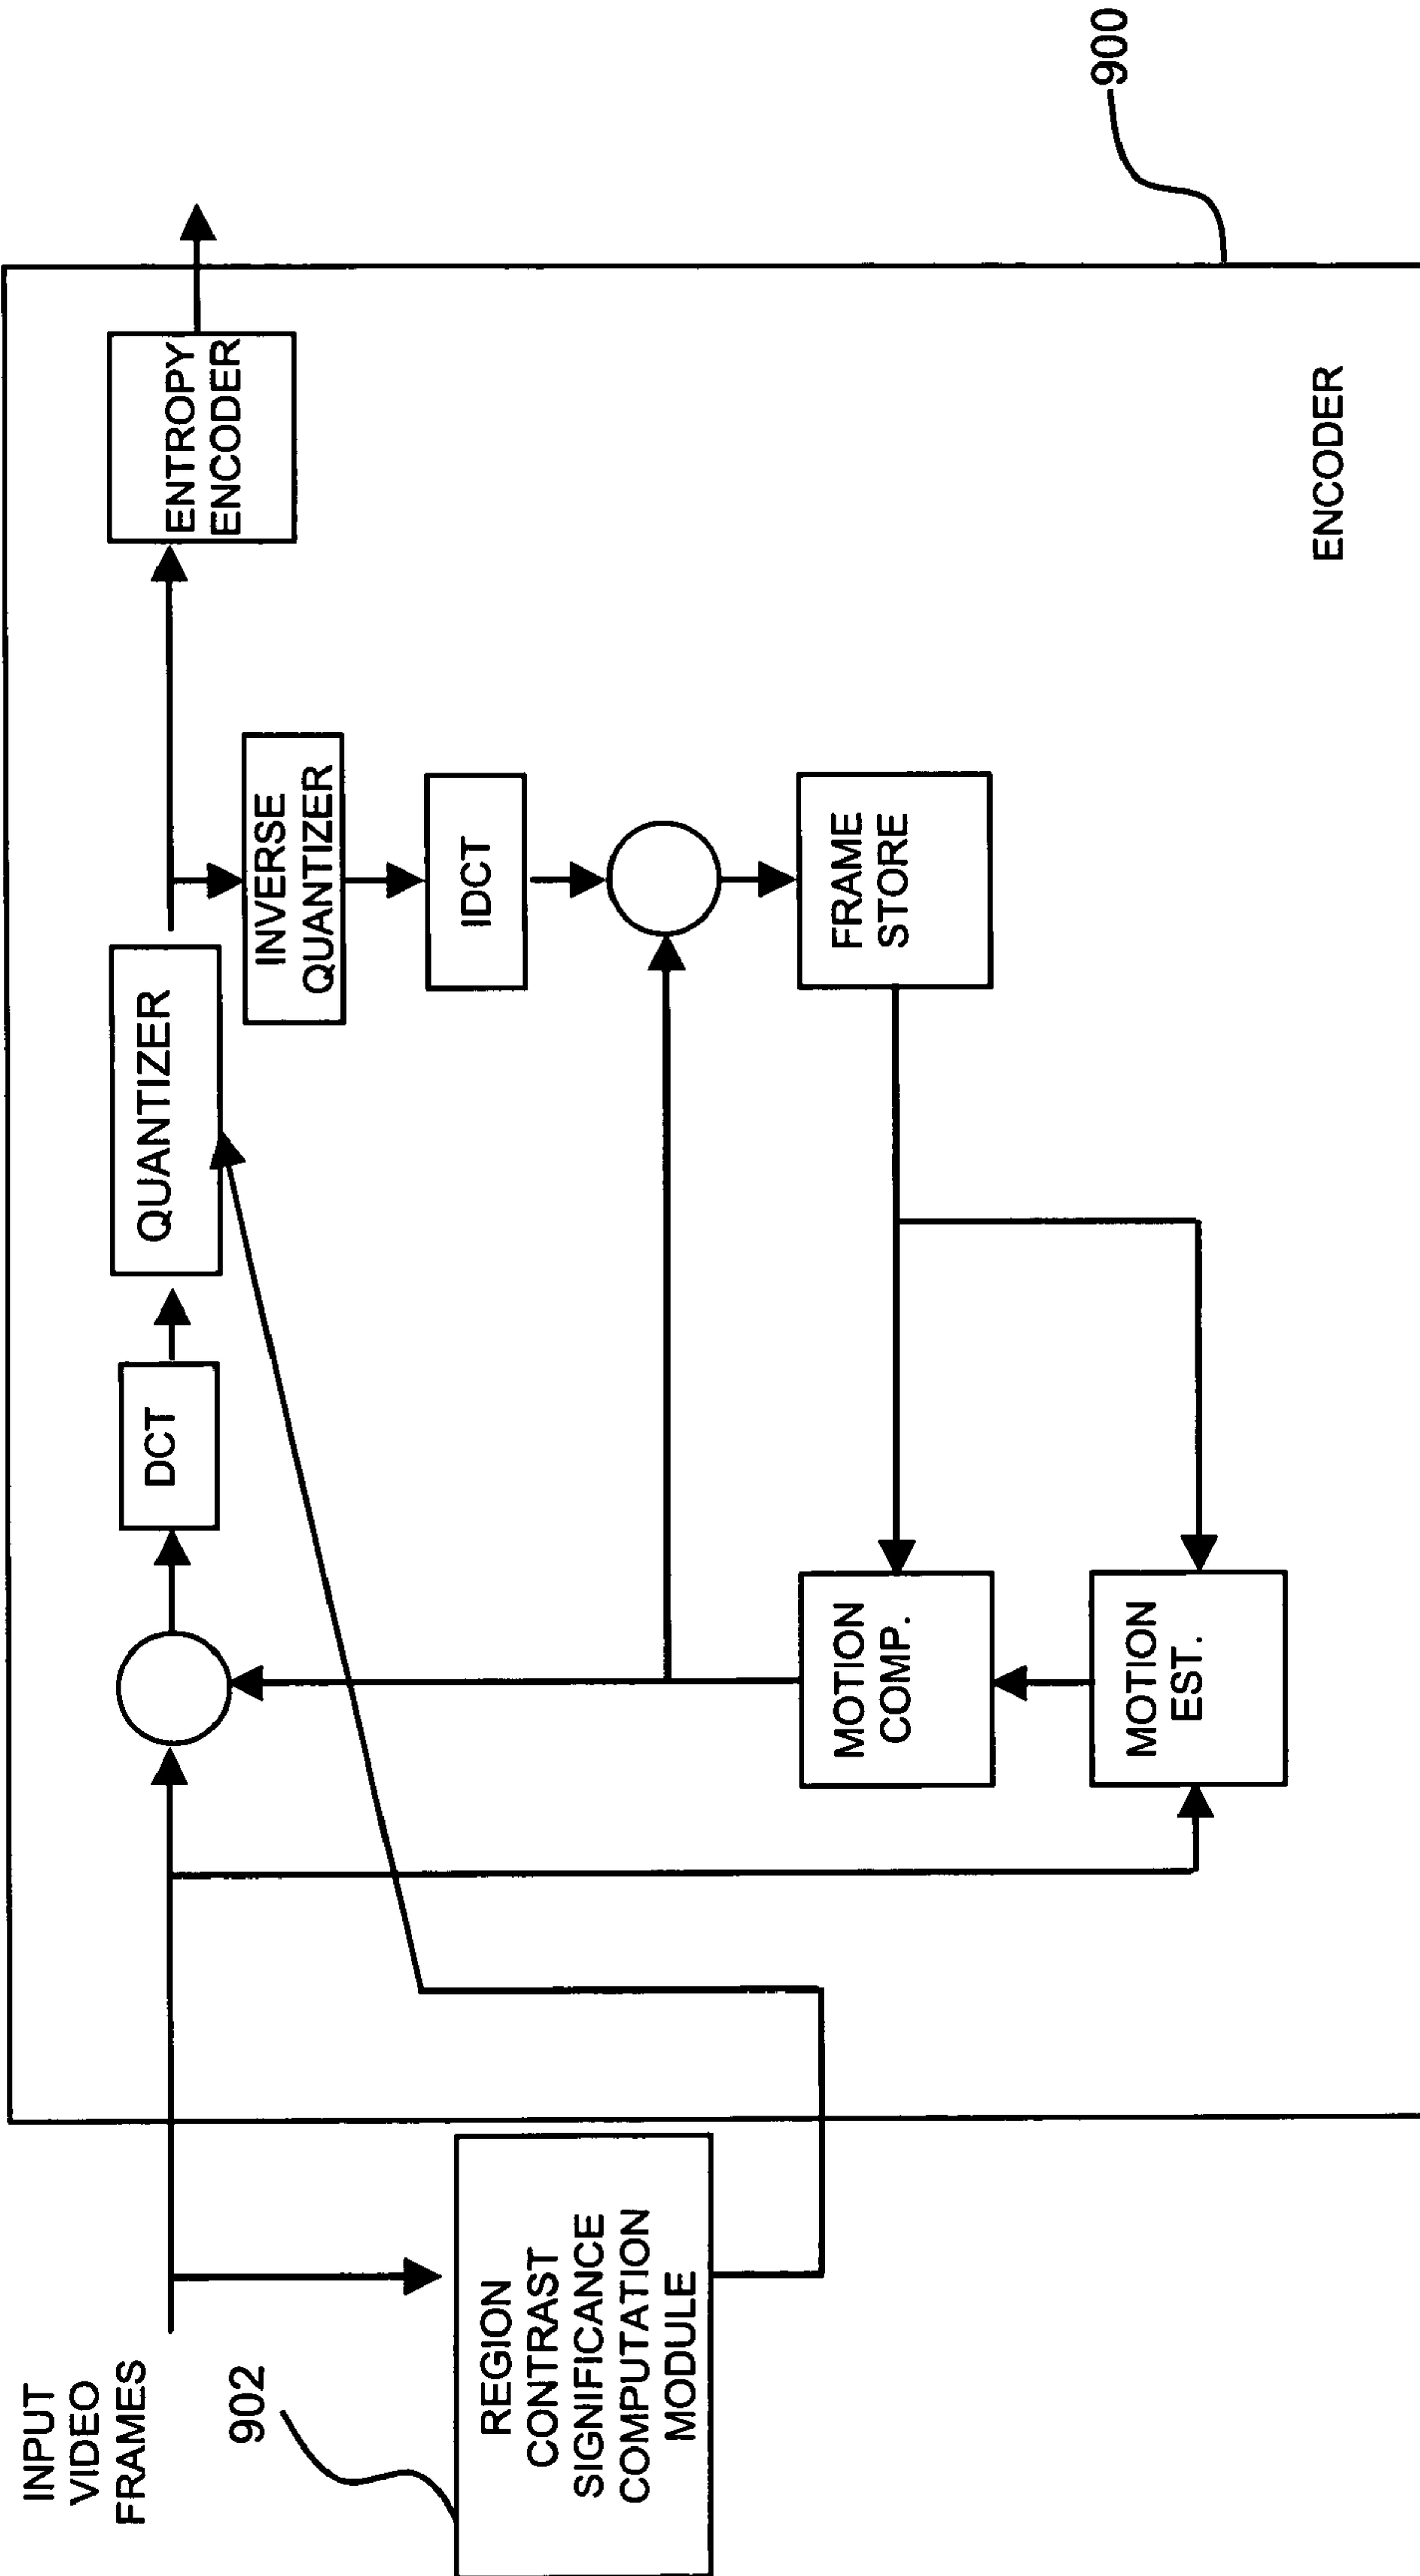 INPUT
VIDEO
FRAMES
902
REGION
CONTRAST
SIGNIFICANCE
COMPUTATION
MODULE
DCT
QUANTIZER
ENTROPY
ENCODER
INVERSE
QUANTIZER
IDCT
FRAME
STORE
MOTION
COMP.
MOTION
EST.
ENCODER
900